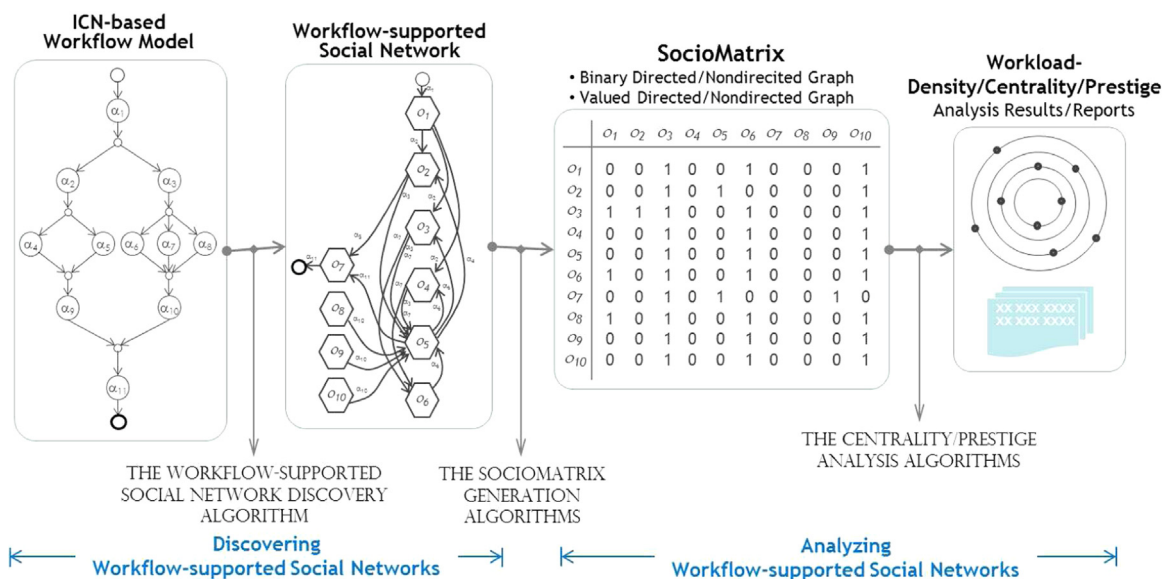 ICN-based
Workflow Model
α1
α2
α3
α4
α5
α6
α7
α8
α9
α10
α11
Workflow-supported
Social Network
o1
o2
o3
o4
o5
o6
o7
o8
o9
o10
SocioMatrix
• Binary Directed/Nondirecited Graph
• Valued Directed/Nondirected Graph
o1 o2 o3 o4 o5 o6 o7 o8 o9 o10
o1 0 0 1 0 0 1 0 0 0 1
o2 0 0 1 0 1 0 0 0 0 1
o3 1 1 1 0 0 1 0 0 0 1
o4 0 0 1 0 0 1 0 0 0 1
o5 0 0 1 0 0 1 0 0 0 1
o6 1 0 1 0 0 1 0 0 0 1
o7 0 0 1 0 1 0 0 0 1 0
o8 1 0 1 0 0 1 0 0 0 1
o9 0 0 1 0 0 1 0 0 0 1
o10 0 0 1 0 0 1 0 0 0 1
Workload-
Density/Centrality/Prestige
Analysis Results/Reports
XX XXX XXXX
XX XXX XXXX
THE WORKFLOW-SUPPORTED
SOCIAL NETWORK DISCOVERY
ALGORITHM
THE SOCIOMATRIX
GENERATION
ALGORITHMS
THE CENTRALITY/PRESTIGE
ANALYSIS ALGORITHMS
Discovering
Workflow-supported Social Networks
Analyzing
Workflow-supported Social Networks